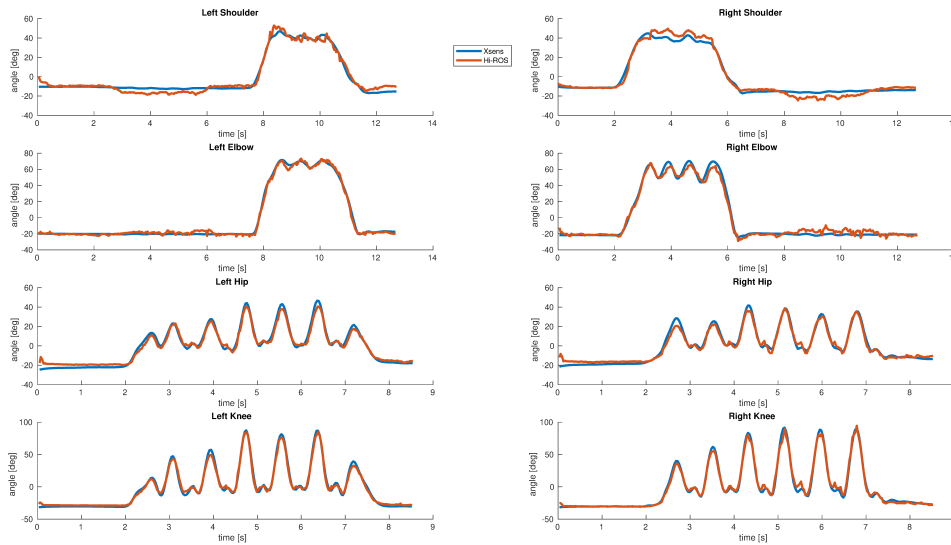 Left Shoulder
60
40
20
0
-20
-40
angle [deg]
0 2 4 6 8 10 12 14
time [s]
Xsens
Hi-ROS
Right Shoulder
60
40
20
0
-20
-40
angle [deg]
0 2 4 6 8 10 12
time [s]
Left Elbow
80
60
40
20
0
-20
-40
angle [deg]
0 2 4 6 8 10 12 14
time [s]
Right Elbow
80
60
40
20
0
-20
-40
angle [deg]
0 2 4 6 8 10 12
time [s]
Left Hip
60
40
20
0
-20
-40
angle [deg]
0 1 2 3 4 5 6 7 8 9
time [s]
Right Hip
60
40
20
0
-20
-40
angle [deg]
0 1 2 3 4 5 6 7 8
time [s]
Left Knee
100
50
0
-50
angle [deg]
0 1 2 3 4 5 6 7 8 9
time [s]
Right Knee
100
50
0
-50
angle [deg]
0 1 2 3 4 5 6 7 8
time [s]